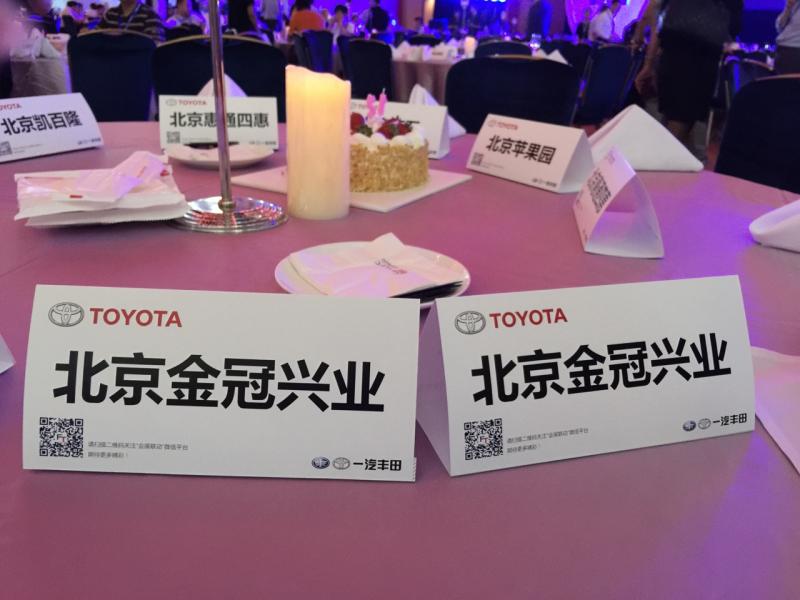 TOYOTA
北京凯百隆
TOYOTA
北京惠通四惠
北京苹果园
TOYOTA
北京金冠兴业
请扫描二维码关注“会展联动”微信平台
期待更多精彩！
一汽丰田
TOYOTA
北京金冠兴业
请扫描二维码关注“会展联动”微信平台
期待更多精彩！
一汽丰田